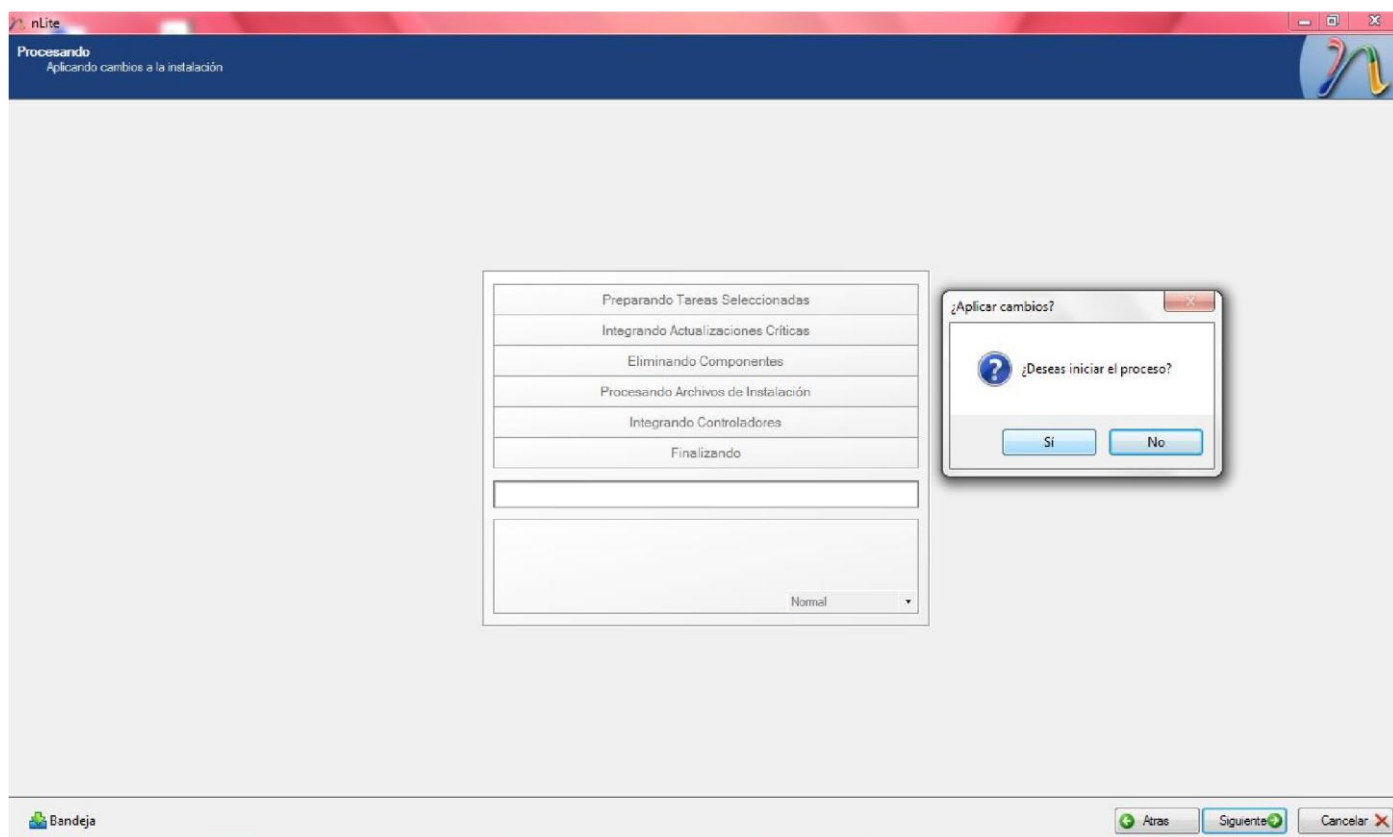 nLite
Procesando
Aplicando cambios a la instalación
Preparando Tareas Seleccionadas
Integrando Actualizaciones Críticas
Eliminando Componentes
Procesando Archivos de Instalación
Integrando Controladores
Finalizando
Normal
¿Aplicar cambios?
¿Deseas iniciar el proceso?
Sí No
Bandeja
Atras Siguiente Cancelar